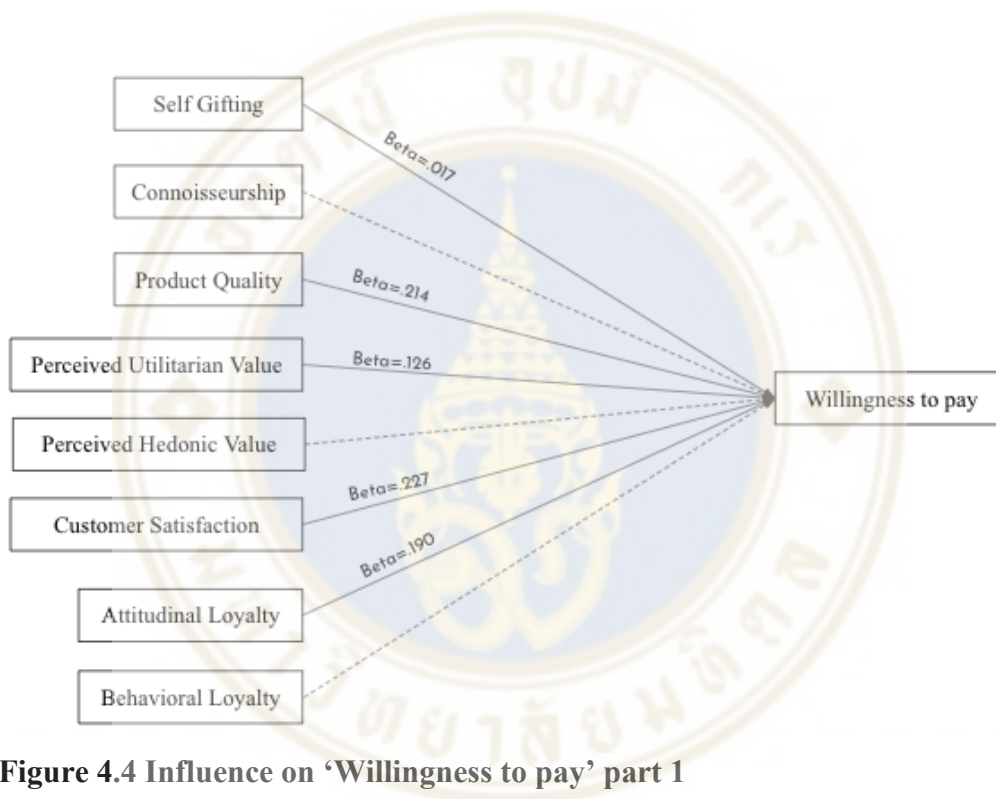 Self Gifting
Beta=.017
Connoisseurship
Product Quality
Beta=.214
Perceived Utilitarian Value
Beta=.126
Willingness to pay
Perceived Hedonic Value
Customer Satisfaction
Beta=.227
Attitudinal Loyalty
Beta=.190
Behavioral Loyalty
Figure 4.4 Influence on ‘Willingness to pay’ part 1